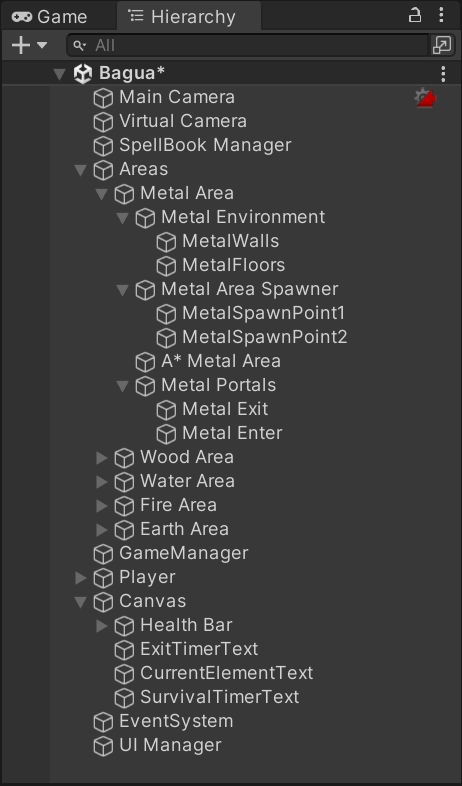 Game
Hierarchy
All
Bagua*
Main Camera
Virtual Camera
SpellBook Manager
Areas
Metal Area
Metal Environment
MetalWalls
MetalFloors
Metal Area Spawner
MetalSpawnPoint1
MetalSpawnPoint2
A* Metal Area
Metal Portals
Metal Exit
Metal Enter
Wood Area
Water Area
Fire Area
Earth Area
GameManager
Player
Canvas
Health Bar
ExitTimerText
CurrentElementText
SurvivalTimerText
EventSystem
UI Manager